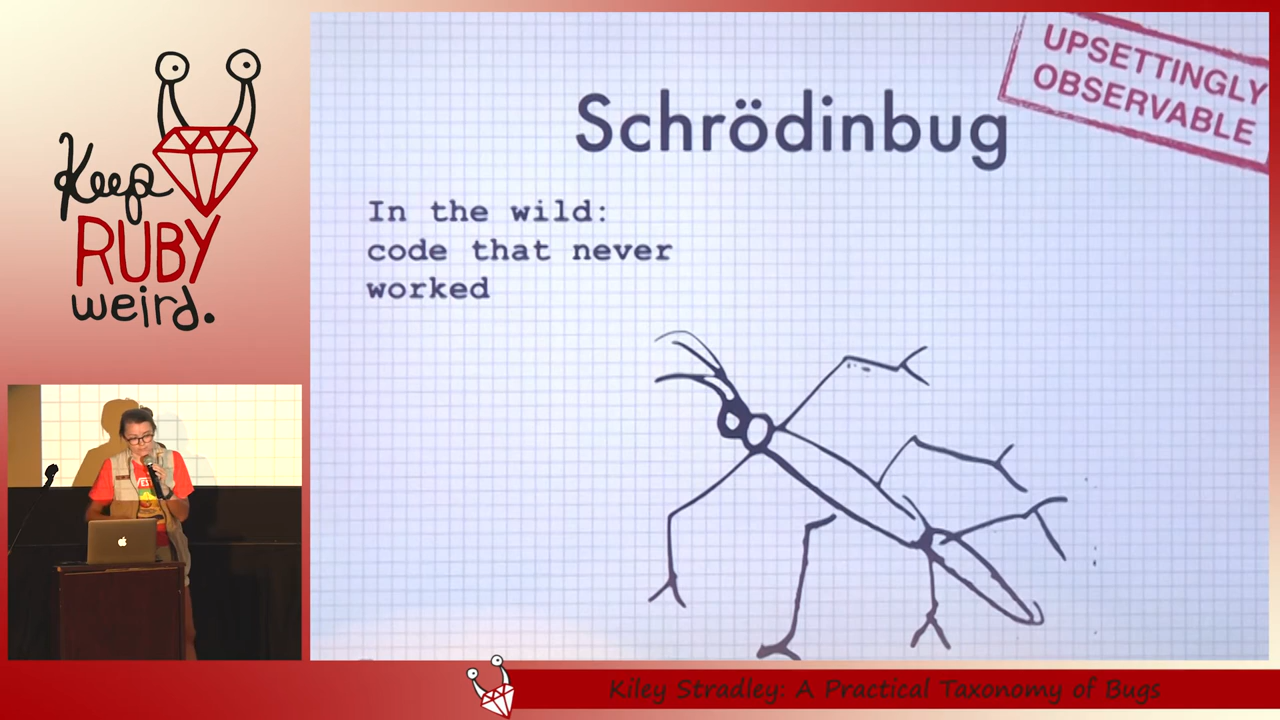 Keep
RUBY
weird.
UPSETTINGLY
OBSERVABLE
Schrödinbug
In the wild:
code that never
worked
Kiley Stradley: A Practical Taxonomy of Bugs